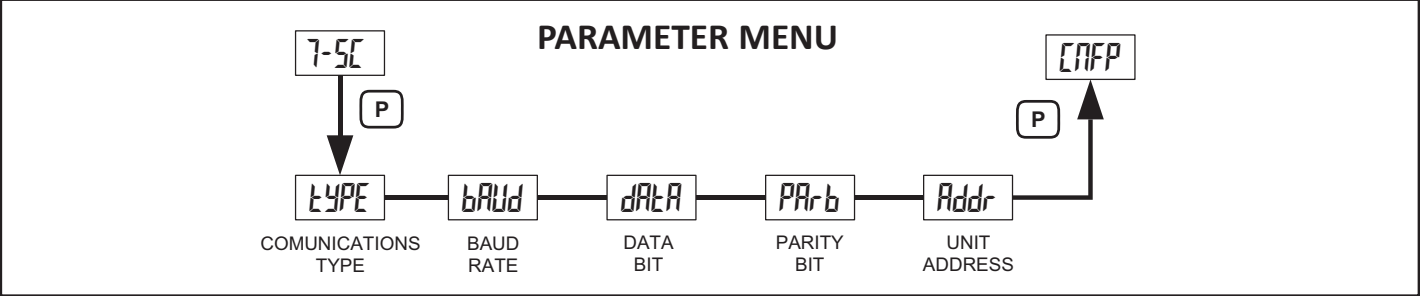 PARAMETER MENU
7-SC
CNFP
P
P
tYPE
bAUd
dAtA
PArb
Addr
COMUNICATIONS
TYPE
BAUD
RATE
DATA
BIT
PARITY
BIT
UNIT
ADDRESS